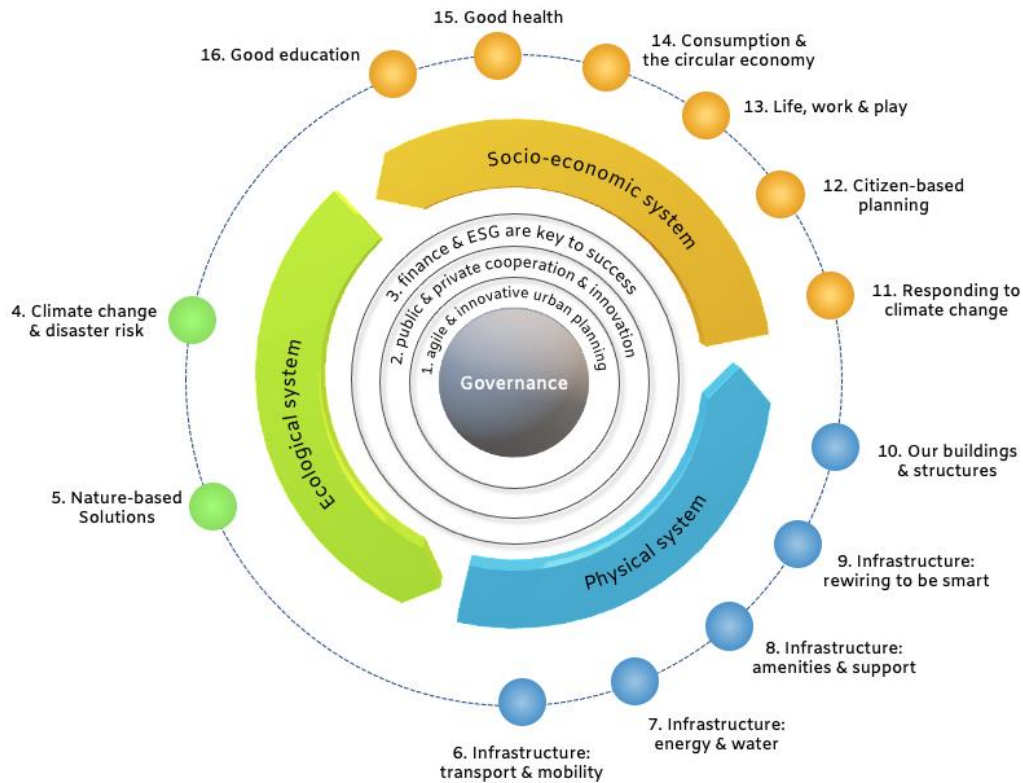 15. Good health
16. Good education
14. Consumption &
the circular economy
13. Life, work & play
12. Citizen-based
planning
11. Responding to
climate change
10. Our buildings
& structures
9. Infrastructure:
rewiring to be smart
8. Infrastructure:
amenities & support
7. Infrastructure:
energy & water
6. Infrastructure:
transport & mobility
5. Nature-based
Solutions
4. Climate change
& disaster risk
Socio-economic system
Ecological system
Physical system
3. finance & ESG are key to success
2. public & private cooperation & innovation
1. agile & innovative urban planning
Governance